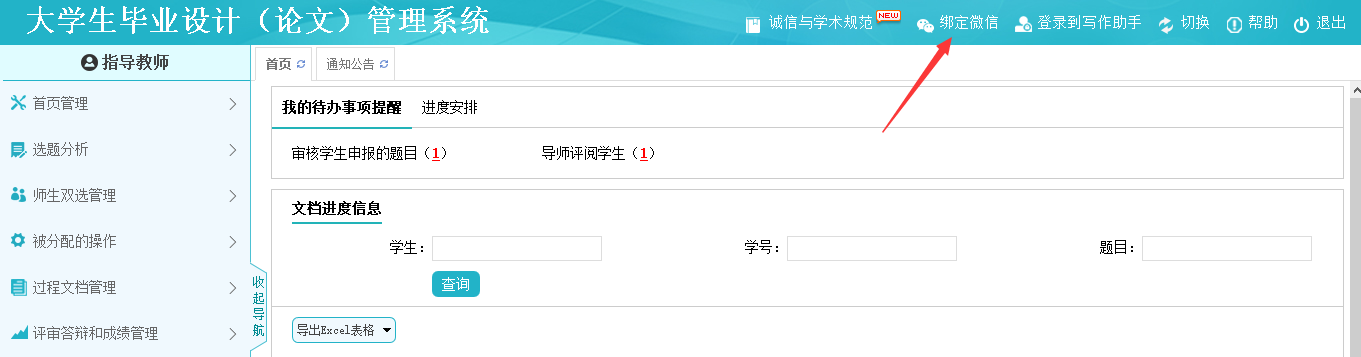 大学生毕业设计（论文）管理系统
诚信与学术规范 NEW 绑定微信 登录到写作助手 切换 帮助 退出
指导教师
首页 通知公告
首页管理
选题分析
师生双选管理
被分配的操作
过程文档管理
评审答辩和成绩管理
收起导航
我的待办事项提醒 进度安排
审核学生申报的题目（1） 导师评阅学生（1）
文档进度信息
学生： 学号： 题目：
查询
导出Excel表格